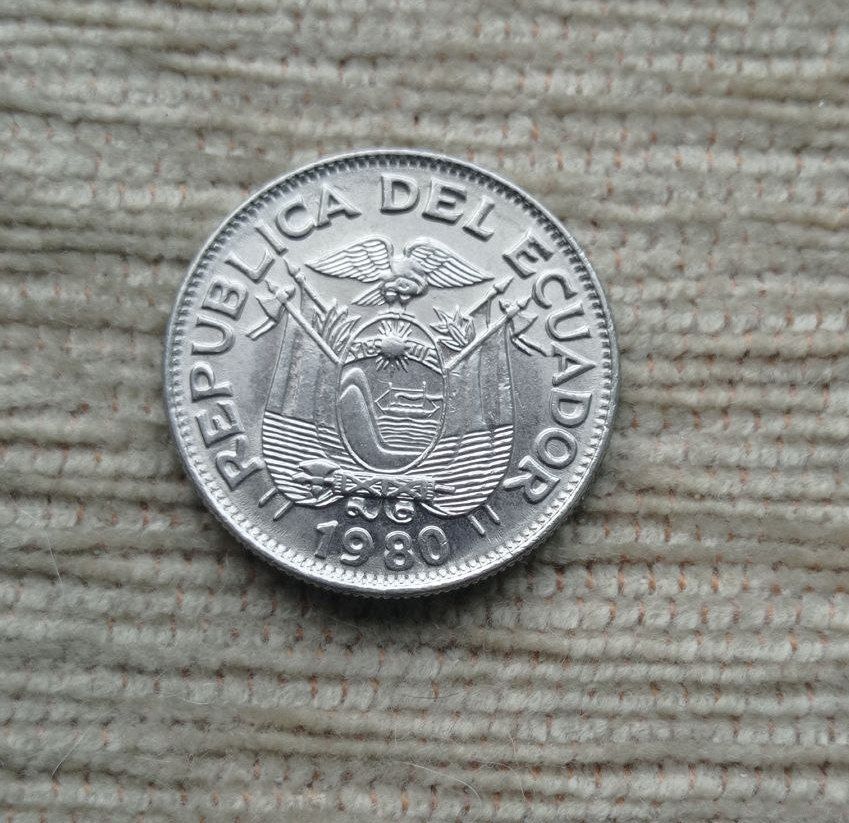 REPUBLICA DEL ECUADOR
1980